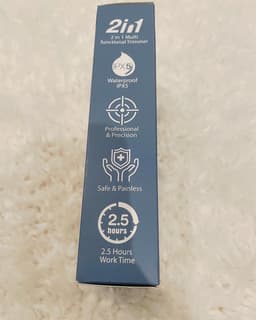 2in1
2 in 1 Multi
functional Trimmer
IPX5
Waterproof
IPX5
Professional
& Precision
Safe & Painless
2.5
hours
2.5 Hours
Work Time